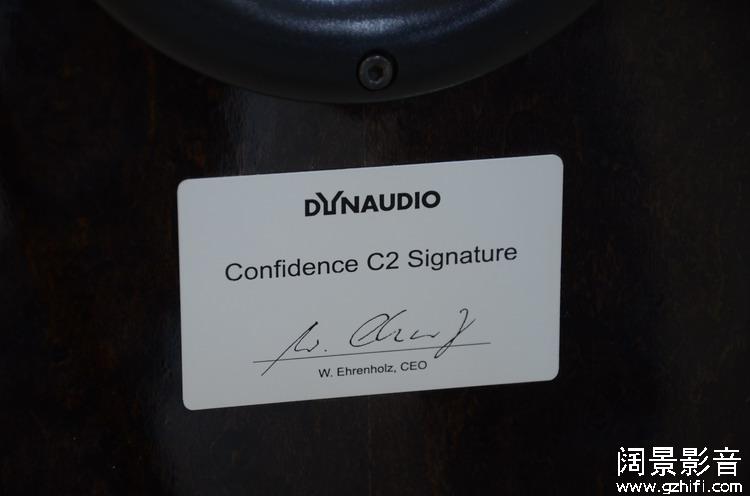 DYNAUDIO
Confidence C2 Signature
W. Ehrenholz, CEO
阔景影音
www.gzhifi.com